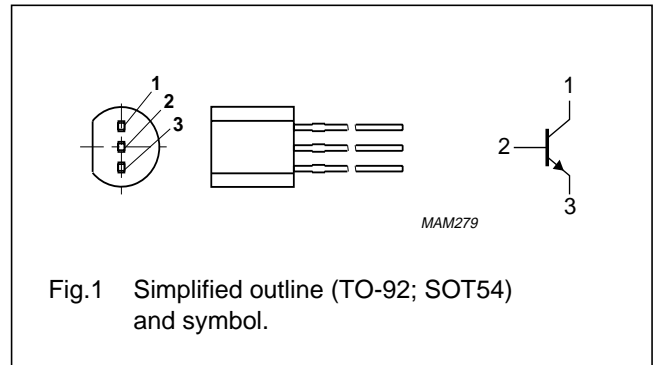 1
2
3
1
2
3
MAM279
Fig.1 Simplified outline (TO-92; SOT54)
and symbol.